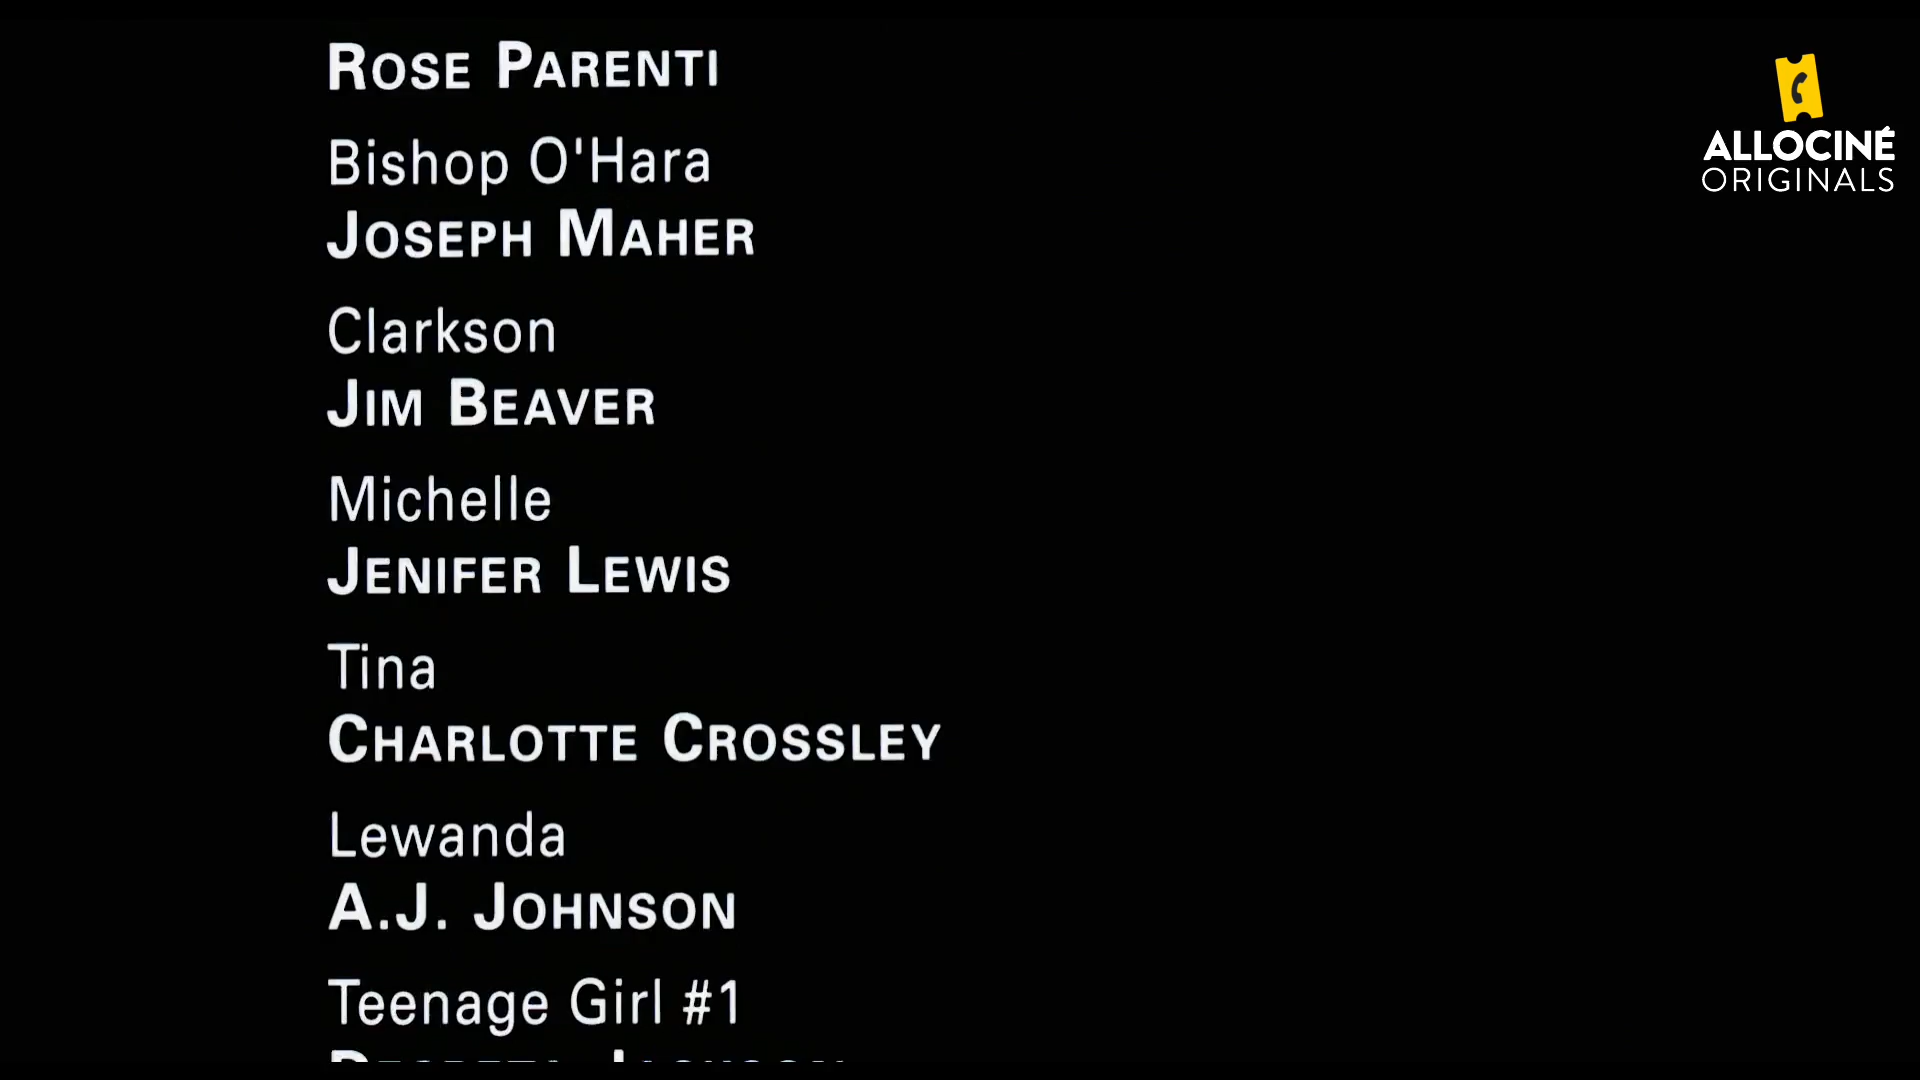 ROSE PARENTI
Bishop O'Hara
JOSEPH MAHER
Clarkson
JIM BEAVER
Michelle
JENIFER LEWIS
Tina
CHARLOTTE CROSSLEY
Lewanda
A.J. JOHNSON
Teenage Girl #1
ALLOCINÉ
ORIGINALS